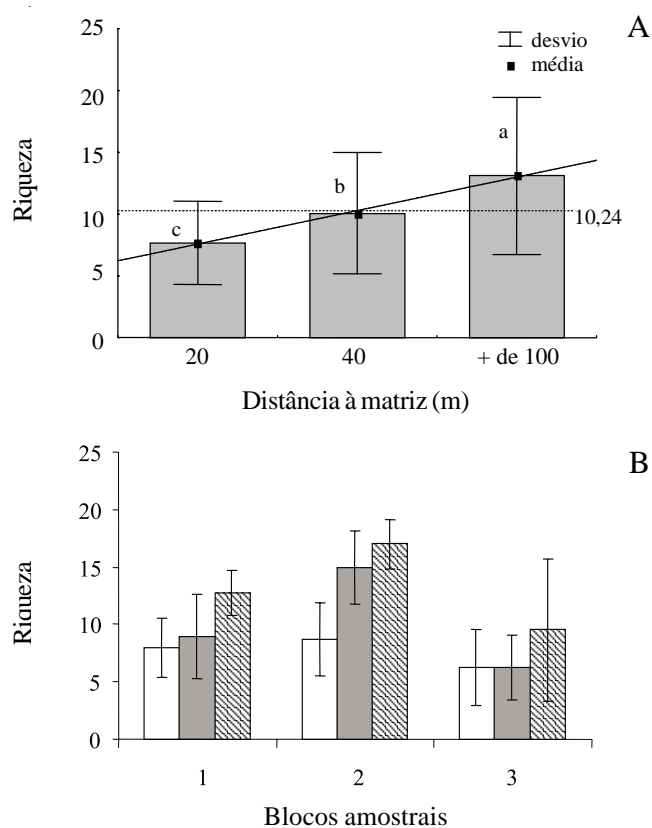 A
25
desvio
média
20
a
15
b
10,24
10
c
5
0
Riqueza
20
40
+ de 100
Distância à matriz (m)
B
25
20
15
10
5
0
Riqueza
1
2
3
Blocos amostrais